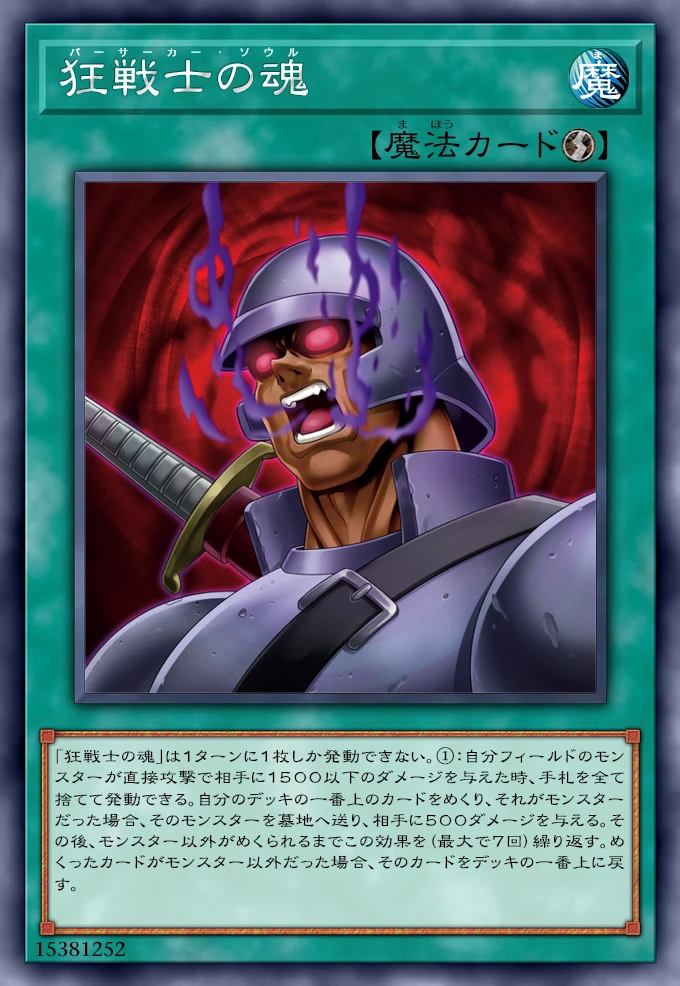 バーサーカー・ソウル
狂戦士の魂
ま
魔
ま ほう
【魔法カード】
「狂戦士の魂」は１ターンに１枚しか発動できない。①：自分フィールドのモン
スターが直接攻撃で相手に１５００以下のダメージを与えた時、手札を全て
捨てて発動できる。自分のデッキの一番上のカードをめくり、それがモンスター
だった場合、そのモンスターを墓地へ送り、相手に５００ダメージを与える。そ
の後、モンスター以外がめくられるまでこの効果を（最大で７回）繰り返す。め
くったカードがモンスター以外だった場合、そのカードをデッキの一番上に戻
す。
15381252